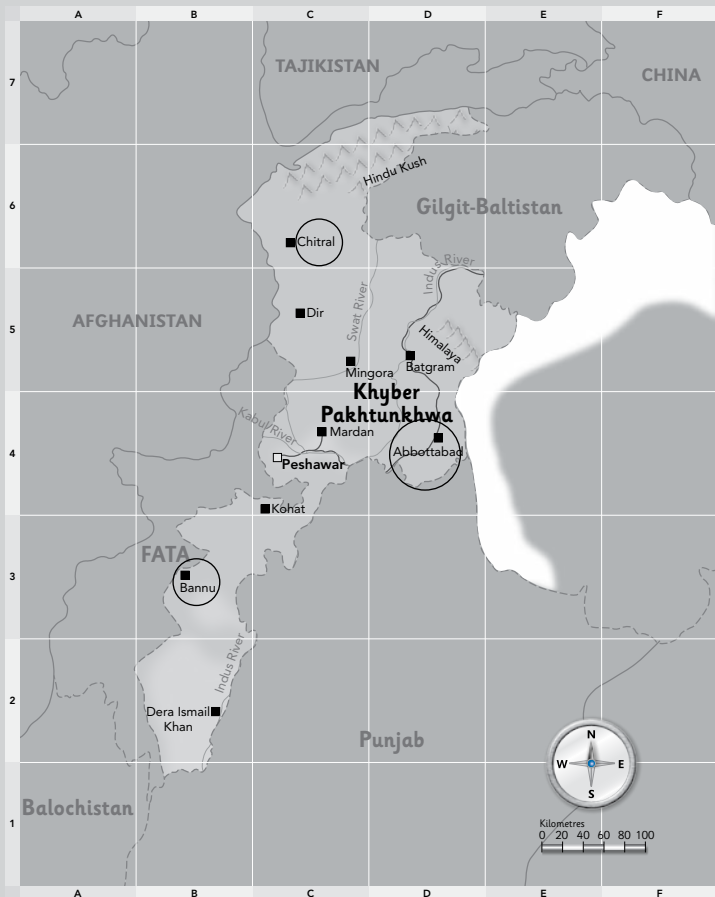 A B C D E F
7
TAJIKISTAN
CHINA
Hindu Kush
6
Gilgit-Baltistan
Chitral
Indus River
5
AFGHANISTAN
Dir
Swat River
Himalaya
Mingora
Batgram
Khyber
Pakhtunkhwa
Kabul River
Mardan
4
Abbottabad
Peshawar
Kohat
3
FATA
Bannu
Indus River
2
Dera Ismail
Khan
Punjab
N
W E
S
Balochistan
1
Kilometres
0 20 40 60 80 100
A B C D E F